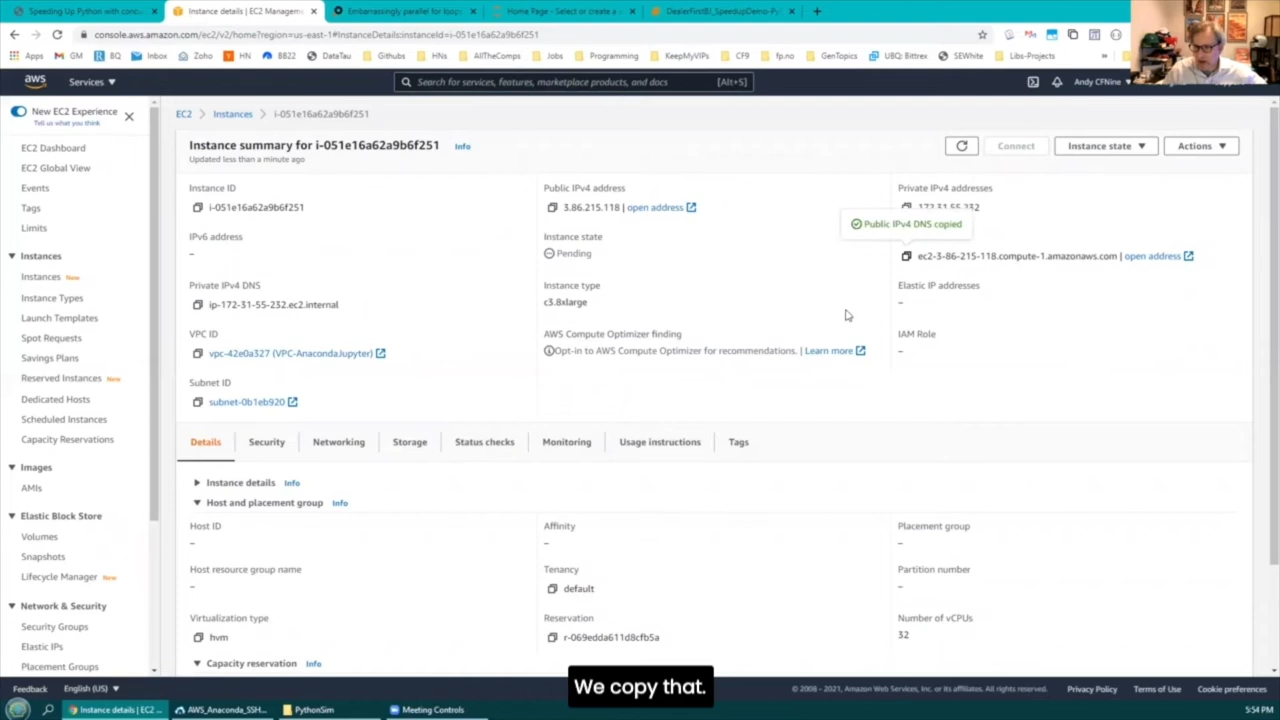 Speeding Up Python with concu
Instance details | EC2 Managem
Embarrassingly parallel for loops
Home Page - Select or create a
DealerFirstBJ_SpeedupDemo-Py
console.aws.amazon.com/ec2/v2/home?region=us-east-1#InstanceDetails:instanceId=i-051e16a62a9b6f251
Apps GM BQ Inbox Zoho HN BB22 DataTau Githubs HNs AllTheComps Jobs Programming KeepMyVIPs CF9 fp.no GenTopics UBQ: Bittrex SEWhite Libs-Projects »
aws Services Search for services, features, marketplace products, and docs [Alt+S] Andy CFNine
New EC2 Experience
Tell us what you think
EC2 Dashboard
EC2 Global View
Events
Tags
Limits
Instances
Instances New
Instance Types
Launch Templates
Spot Requests
Savings Plans
Reserved Instances New
Dedicated Hosts
Scheduled Instances
Capacity Reservations
Images
AMIs
Elastic Block Store
Volumes
Snapshots
Lifecycle Manager New
Network & Security
Security Groups
Elastic IPs
Placement Groups
EC2 > Instances > i-051e16a62a9b6f251
Instance summary for i-051e16a62a9b6f251 Info
Updated less than a minute ago
Connect Instance state Actions
Instance ID
i-051e16a62a9b6f251
Public IPv4 address
3.86.215.118 | open address
Private IPv4 addresses
172.31.55.232
Public IPv4 DNS copied
IPv6 address
–
Instance state
Pending
ec2-3-86-215-118.compute-1.amazonaws.com | open address
Private IPv4 DNS
ip-172-31-55-232.ec2.internal
Instance type
c3.8xlarge
Elastic IP addresses
–
VPC ID
vpc-42e0a327 (VPC-AnacondaJupyter)
AWS Compute Optimizer finding
Opt-in to AWS Compute Optimizer for recommendations. | Learn more
IAM Role
–
Subnet ID
subnet-0b1eb920
Details Security Networking Storage Status checks Monitoring Usage instructions Tags
Instance details Info
Host and placement group Info
Host ID
–
Affinity
–
Placement group
–
Host resource group name
–
Tenancy
default
Partition number
–
Virtualization type
hvm
Reservation
r-069edda611d8cfb5a
Number of vCPUs
32
Capacity reservation Info
We copy that.
Feedback English (US) © 2008 - 2021, Amazon Web Services, Inc. or its affiliates. All rights reserved. Privacy Policy Terms of Use Cookie preferences
Instance details | EC2 ... AWS_Anaconda_SSH... PythonSim Meeting Controls 5:54 PM